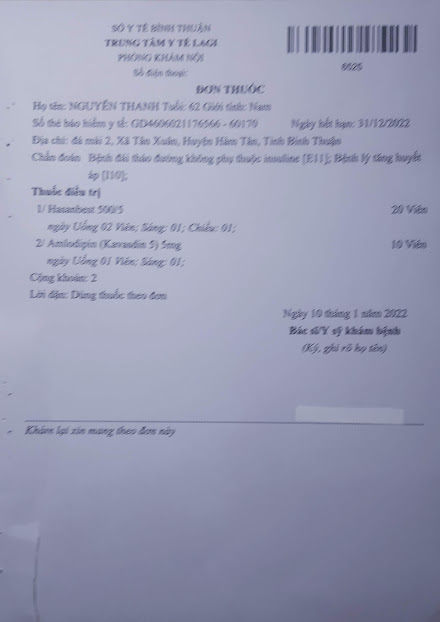 SỞ Y TẾ BÌNH THUẬN
TRUNG TÂM Y TẾ LAGI
PHÒNG KHÁM NỘI
Số điện thoại:
6025
ĐƠN THUỐC
Họ tên: NGUYỄN THANH Tuổi: 62 Giới tính: Nam
Số thẻ bảo hiểm y tế: GD4606021176566 - 60170 Ngày hết hạn: 31/12/2022
Địa chỉ: đá mài 2, Xã Tân Xuân, Huyện Hàm Tân, Tỉnh Bình Thuận
Chẩn đoán Bệnh đái tháo đường không phụ thuộc insuline [E11]; Bệnh lý tăng huyết
áp [I10];
Thuốc điều trị
1/ Hasanbest 500/5 20 Viên
ngày Uống 02 Viên; Sáng: 01; Chiều: 01;
2/ Amlodipin (Kavasdin 5) 5mg 10 Viên
ngày Uống 01 Viên; Sáng: 01;
Cộng khoản: 2
Lời dặn: Dùng thuốc theo đơn
Ngày 10 tháng 1 năm 2022
Bác sĩ/Y sỹ khám bệnh
(Ký, ghi rõ họ tên)
Khám lại xin mang theo đơn này